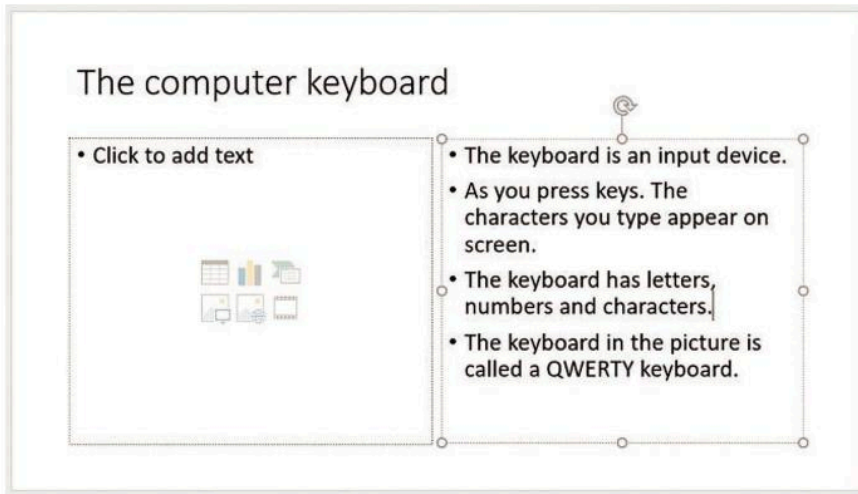 The computer keyboard
• Click to add text
• The keyboard is an input device.
• As you press keys. The
characters you type appear on
screen.
• The keyboard has letters,
numbers and characters.
• The keyboard in the picture is
called a QWERTY keyboard.